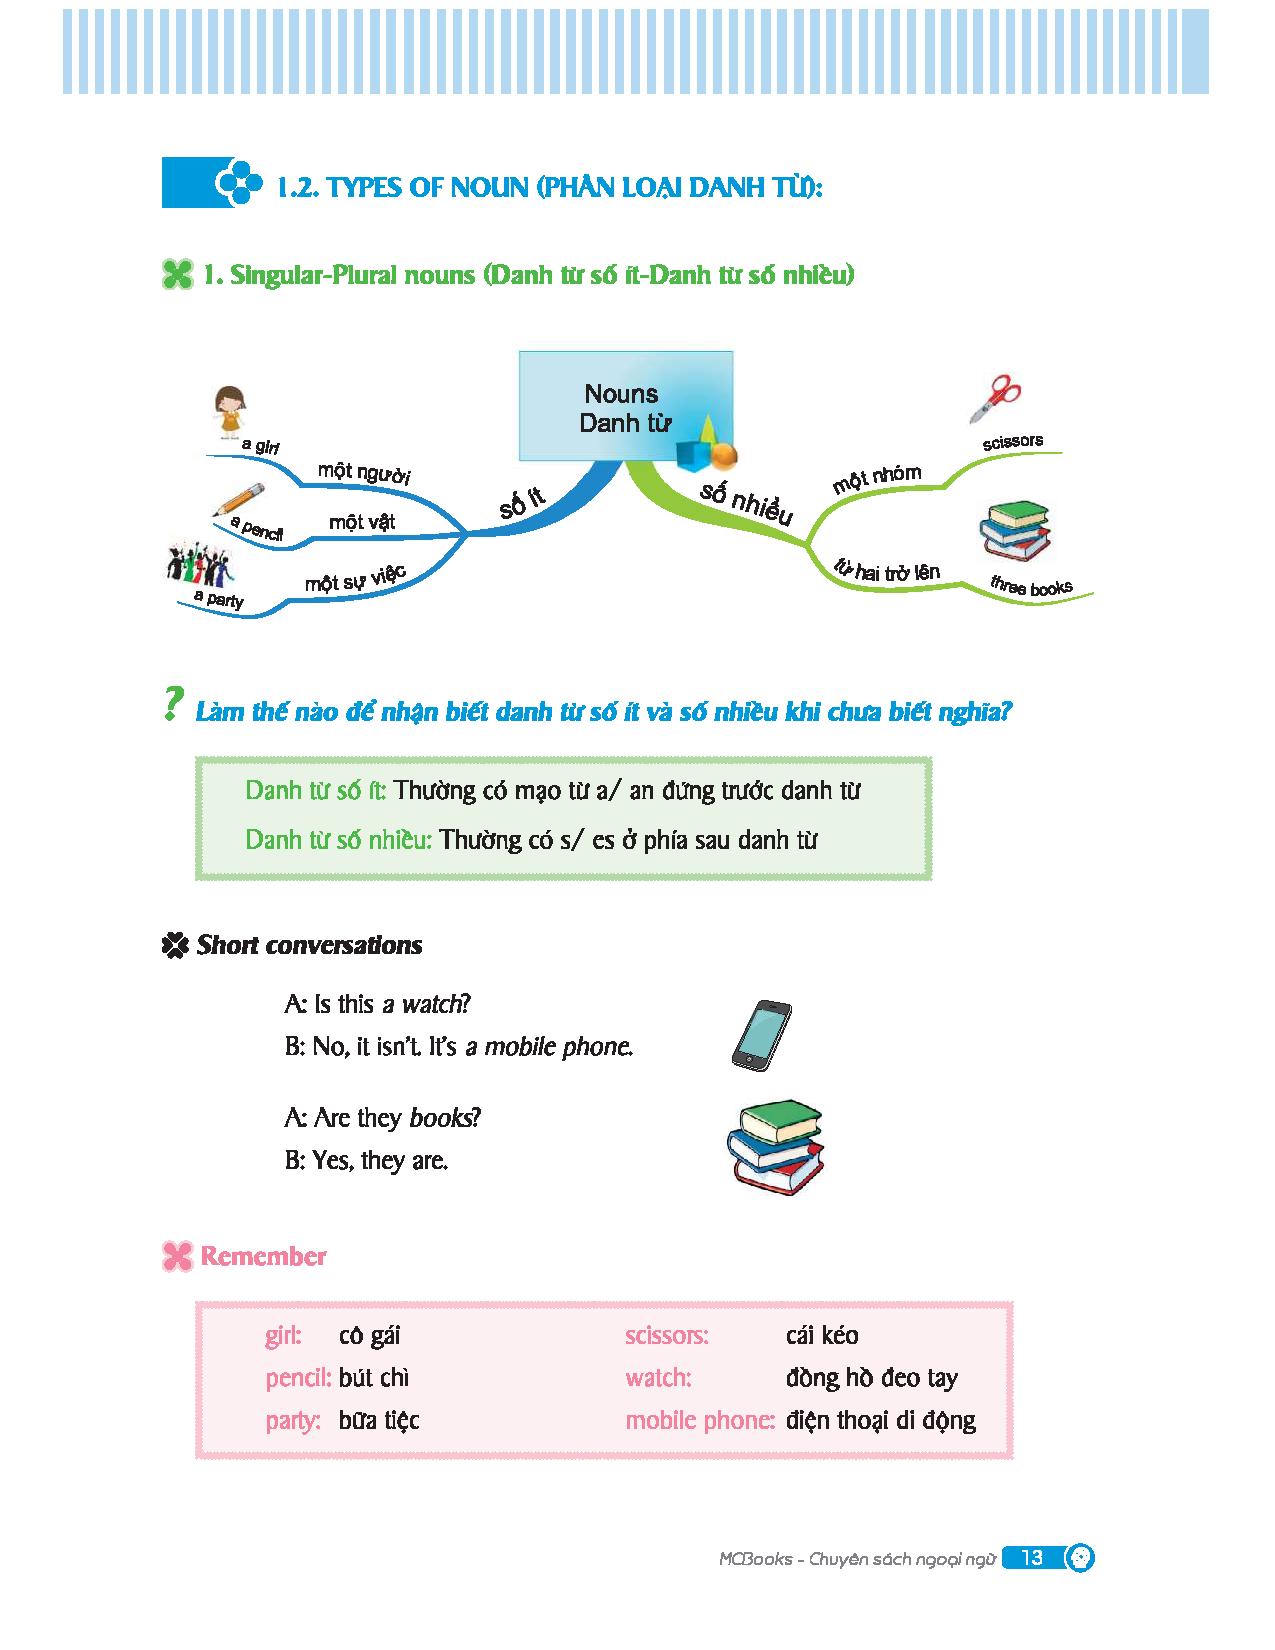 1.2. TYPES OF NOUN (PHÂN LOẠI DANH TỪ):
1. Singular-Plural nouns (Danh từ số ít-Danh từ số nhiều)
Nouns
Danh từ
số ít
một người
a girl
một vật
a pencil
một sự việc
a party
số nhiều
một nhóm
scissors
từ hai trở lên
three books
? Làm thế nào để nhận biết danh từ số ít và số nhiều khi chưa biết nghĩa?
Danh từ số ít: Thường có mạo từ a/ an đứng trước danh từ
Danh từ số nhiều: Thường có s/ es ở phía sau danh từ
Short conversations
A: Is this a watch?
B: No, it isn't. It's a mobile phone.
A: Are they books?
B: Yes, they are.
Remember
girl: cô gái scissors: cái kéo
pencil: bút chì watch: đồng hồ đeo tay
party: bữa tiệc mobile phone: điện thoại di động
MCBooks - Chuyên sách ngoại ngữ 13